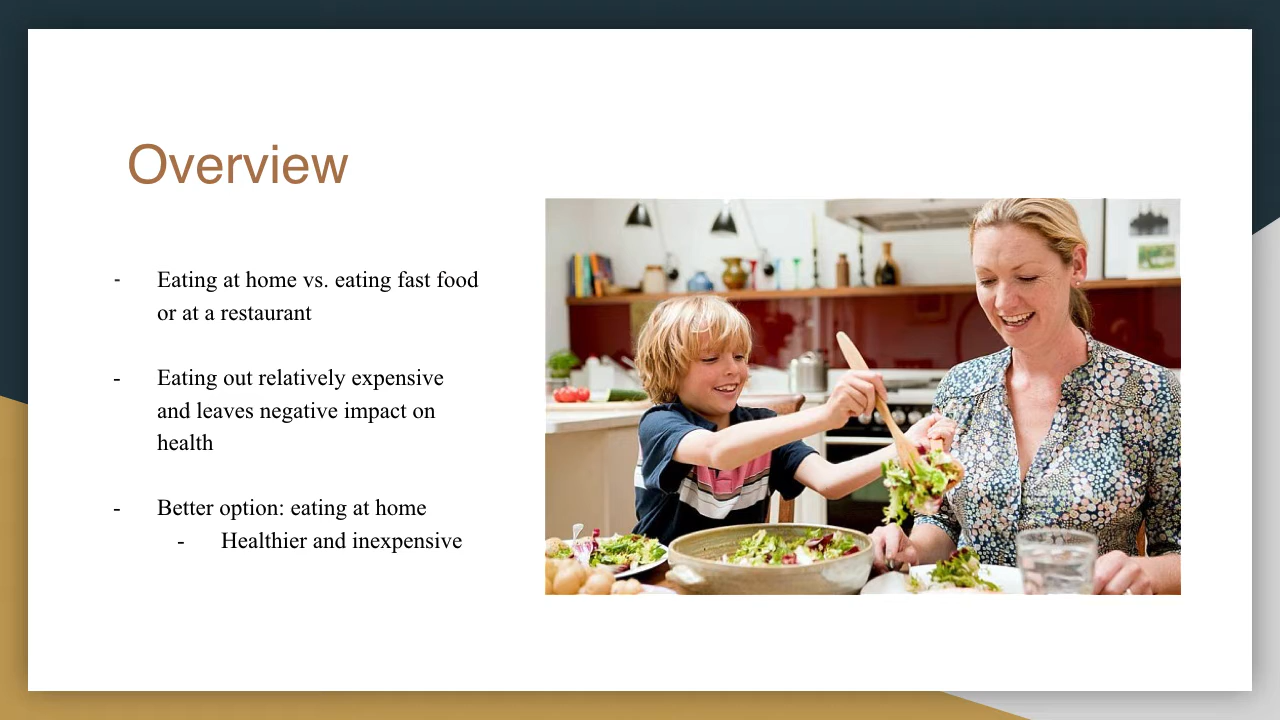 Overview
- Eating at home vs. eating fast food
or at a restaurant
- Eating out relatively expensive
and leaves negative impact on
health
- Better option: eating at home
- Healthier and inexpensive